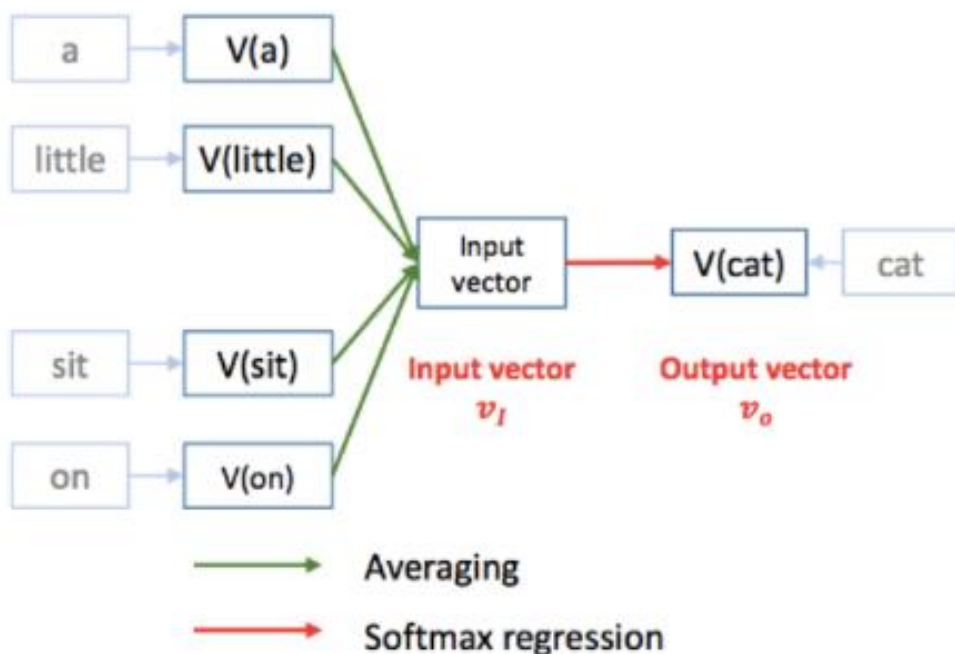 a
V(a)
little
V(little)
Input
vector
V(cat)
cat
sit
V(sit)
Input vector
v_I
Output vector
v_o
on
V(on)
Averaging
Softmax regression